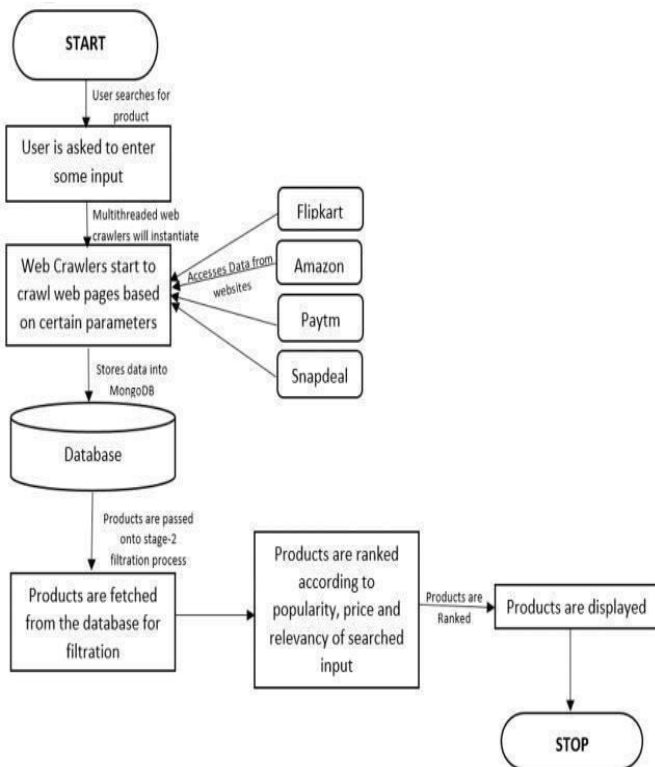 START
User searches for
product
User is asked to enter
some input
Multithreaded web
crawlers will instantiate
Web Crawlers start to
crawl web pages based
on certain parameters
Flipkart
Amazon
Paytm
Snapdeal
Accesses Data from
websites
Stores data into
MongoDB
Database
Products are passed
onto stage-2
filtration process
Products are fetched
from the database for
filtration
Products are ranked
according to
popularity, price and
relevancy of searched
input
Products are
Ranked
Products are displayed
STOP